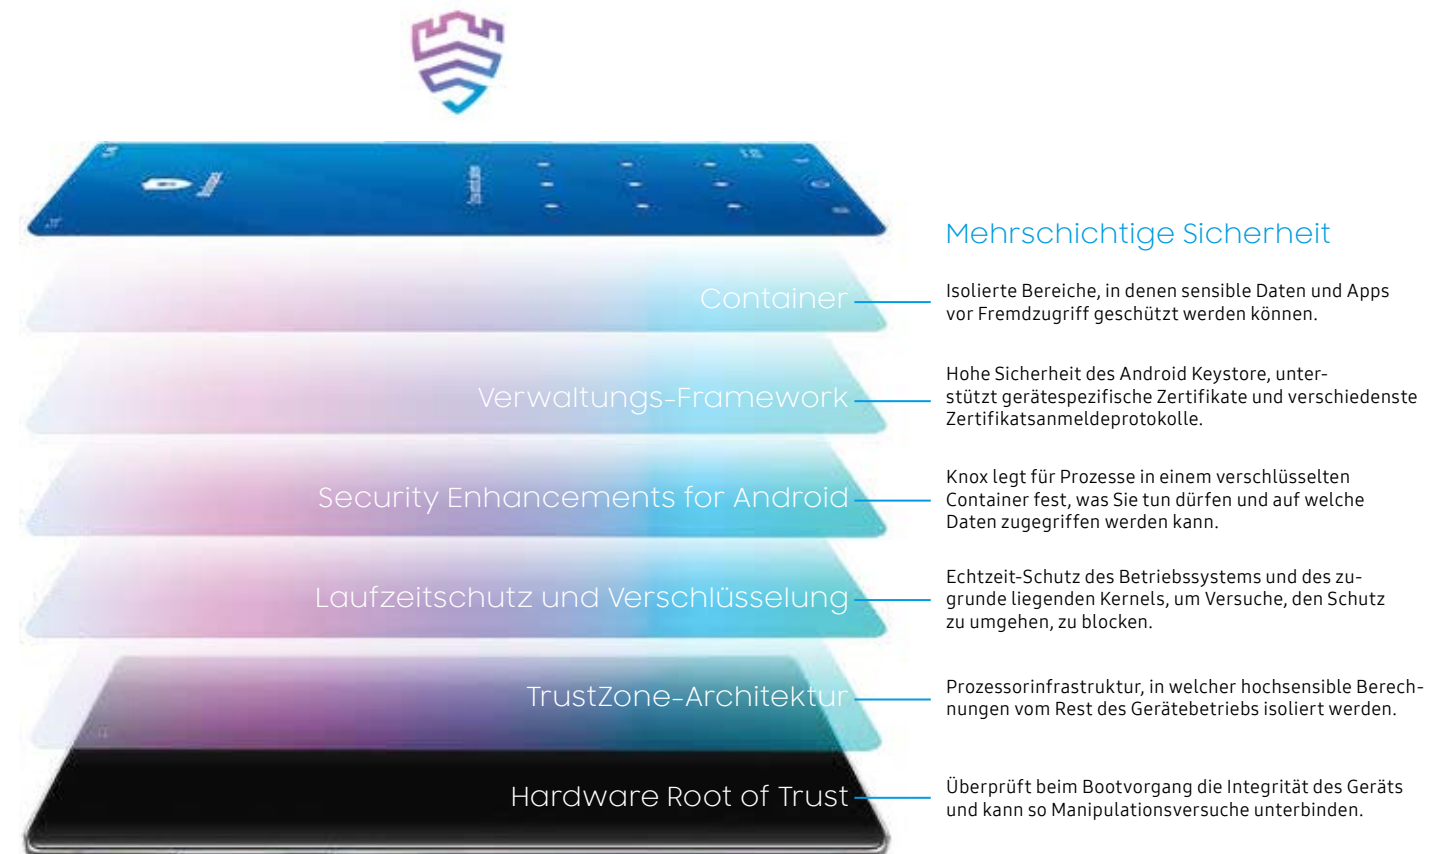 Mehrschichtige Sicherheit
Container
Isolierte Bereiche, in denen sensible Daten und Apps
vor Fremdzugriff geschützt werden können.
Verwaltungs-Framework
Hohe Sicherheit des Android Keystore, unter-
stützt gerätespezifische Zertifikate und verschiedenste
Zertifikatsanmeldeprotokolle.
Security Enhancements for Android
Knox legt für Prozesse in einem verschlüsselten
Container fest, was Sie tun dürfen und auf welche
Daten zugegriffen werden kann.
Laufzeitschutz und Verschlüsselung
Echtzeit-Schutz des Betriebssystems und des zu-
grunde liegenden Kernels, um Versuche, den Schutz
zu umgehen, zu blocken.
TrustZone-Architektur
Prozessorinfrastruktur, in welcher hochsensible Berech-
nungen vom Rest des Gerätebetriebs isoliert werden.
Hardware Root of Trust
Überprüft beim Bootvorgang die Integrität des Geräts
und kann so Manipulationsversuche unterbinden.